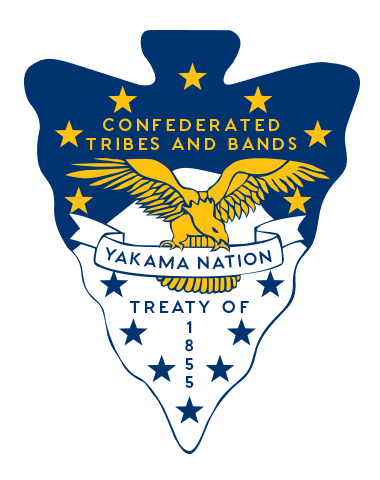 CONFEDERATED
TRIBES AND BANDS
YAKAMA NATION
TREATY OF
1
8
5
5